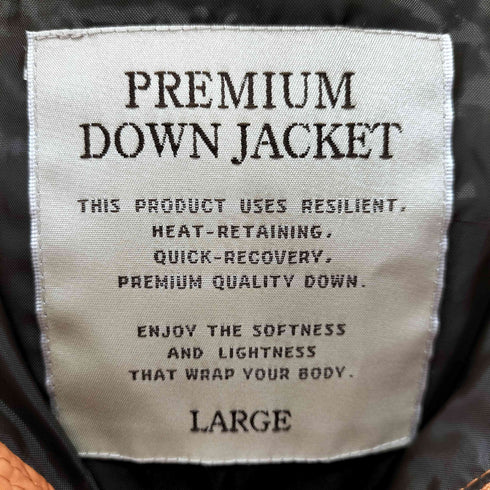 PREMIUM
DOWN JACKET
THIS PRODUCT USES RESILIENT,
HEAT-RETAINING,
QUICK-RECOVERY,
PREMIUM QUALITY DOWN.
ENJOY THE SOFTNESS
AND LIGHTNESS
THAT WRAP YOUR BODY.
LARGE